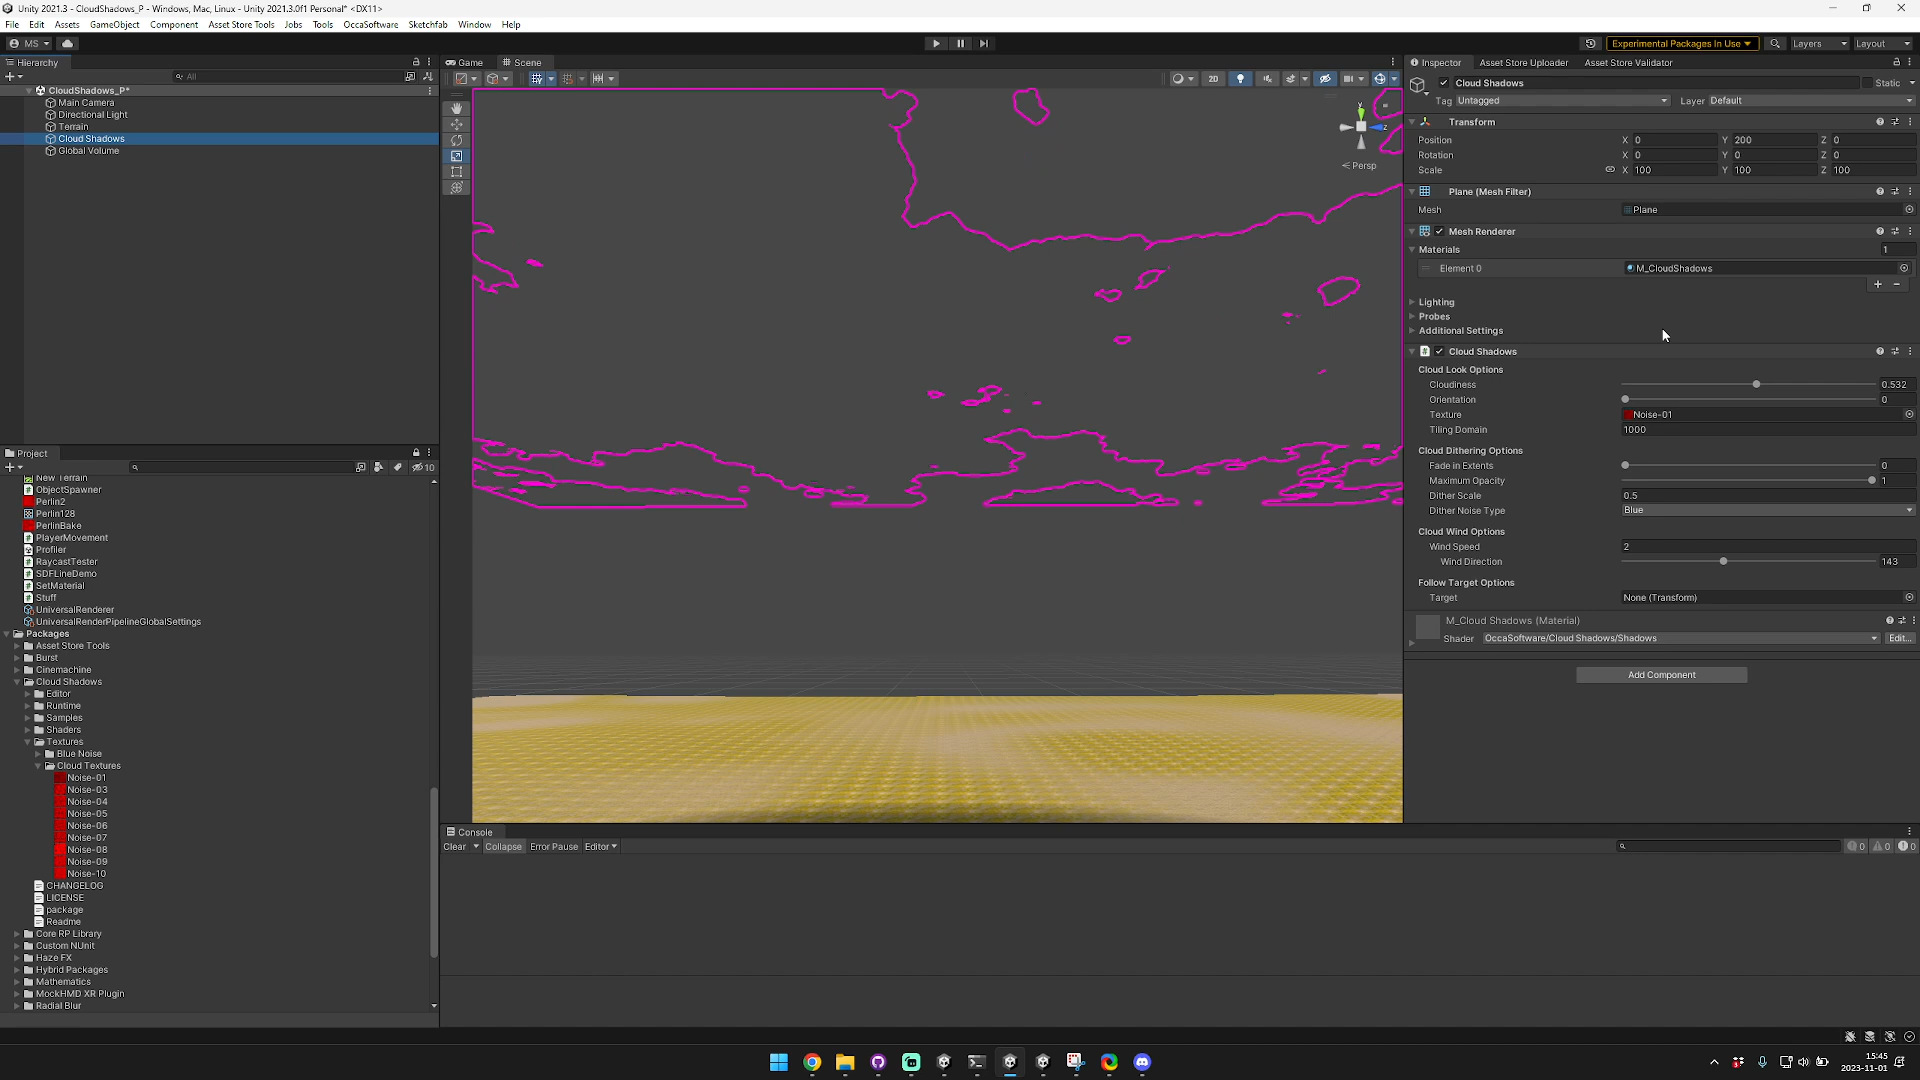 Unity 2021.3 - CloudShadows_P - Windows, Mac, Linux - Unity 2021.3.0f1 Personal* <DX11>
File Edit Assets GameObject Component Asset Store Tools Jobs Tools OccaSoftware Sketchfab Window Help
MS
Experimental Packages In Use
Layers
Layout
Hierarchy
All
CloudShadows_P*
Main Camera
Directional Light
Terrain
Cloud Shadows
Global Volume
Project
10
New Terrain
ObjectSpawner
Perlin2
Perlin128
PerlinBake
PlayerMovement
Profiler
RaycastTester
SDFLineDemo
SetMaterial
Stuff
UniversalRenderer
UniversalRenderPipelineGlobalSettings
Packages
Asset Store Tools
Burst
Cinemachine
Cloud Shadows
Editor
Runtime
Samples
Shaders
Textures
Blue Noise
Cloud Textures
Noise-01
Noise-03
Noise-04
Noise-05
Noise-06
Noise-07
Noise-08
Noise-09
Noise-10
CHANGELOG
LICENSE
package
Readme
Core RP Library
Custom NUnit
Haze FX
Hybrid Packages
Mathematics
MockHMD XR Plugin
Radial Blur
Game Scene
2D
y
z
Persp
Console
Clear Collapse Error Pause Editor
0 0 0
Inspector Asset Store Uploader Asset Store Validator
Cloud Shadows Static
Tag Untagged Layer Default
Transform
Position X 0 Y 200 Z 0
Rotation X 0 Y 0 Z 0
Scale X 100 Y 100 Z 100
Plane (Mesh Filter)
Mesh Plane
Mesh Renderer
Materials 1
Element 0 M_CloudShadows
Lighting
Probes
Additional Settings
Cloud Shadows
Cloud Look Options
Cloudiness 0.532
Orientation 0
Texture Noise-01
Tiling Domain 1000
Cloud Dithering Options
Fade in Extents 0
Maximum Opacity 1
Dither Scale 0.5
Dither Noise Type Blue
Cloud Wind Options
Wind Speed 2
Wind Direction 143
Follow Target Options
Target None (Transform)
M_Cloud Shadows (Material)
Shader OccaSoftware/Cloud Shadows/Shadows Edit...
Add Component
15:45
2023-11-01